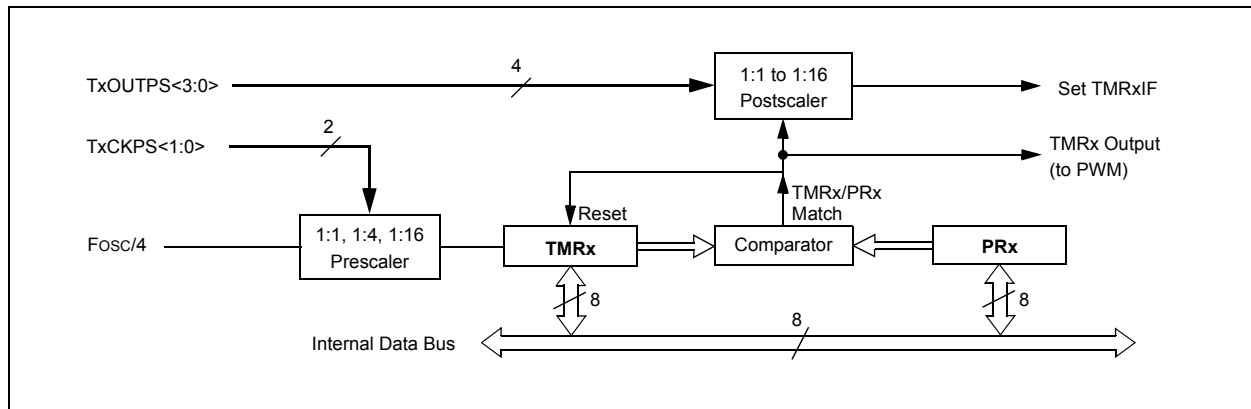 TxOUTPS<3:0>
4
1:1 to 1:16
Postscaler
Set TMRxIF
TxCKPS<1:0>
2
TMRx Output
(to PWM)
Reset
TMRx/PRx
Match
FOSC/4
1:1, 1:4, 1:16
Prescaler
TMRx
Comparator
PRx
8
8
Internal Data Bus
8